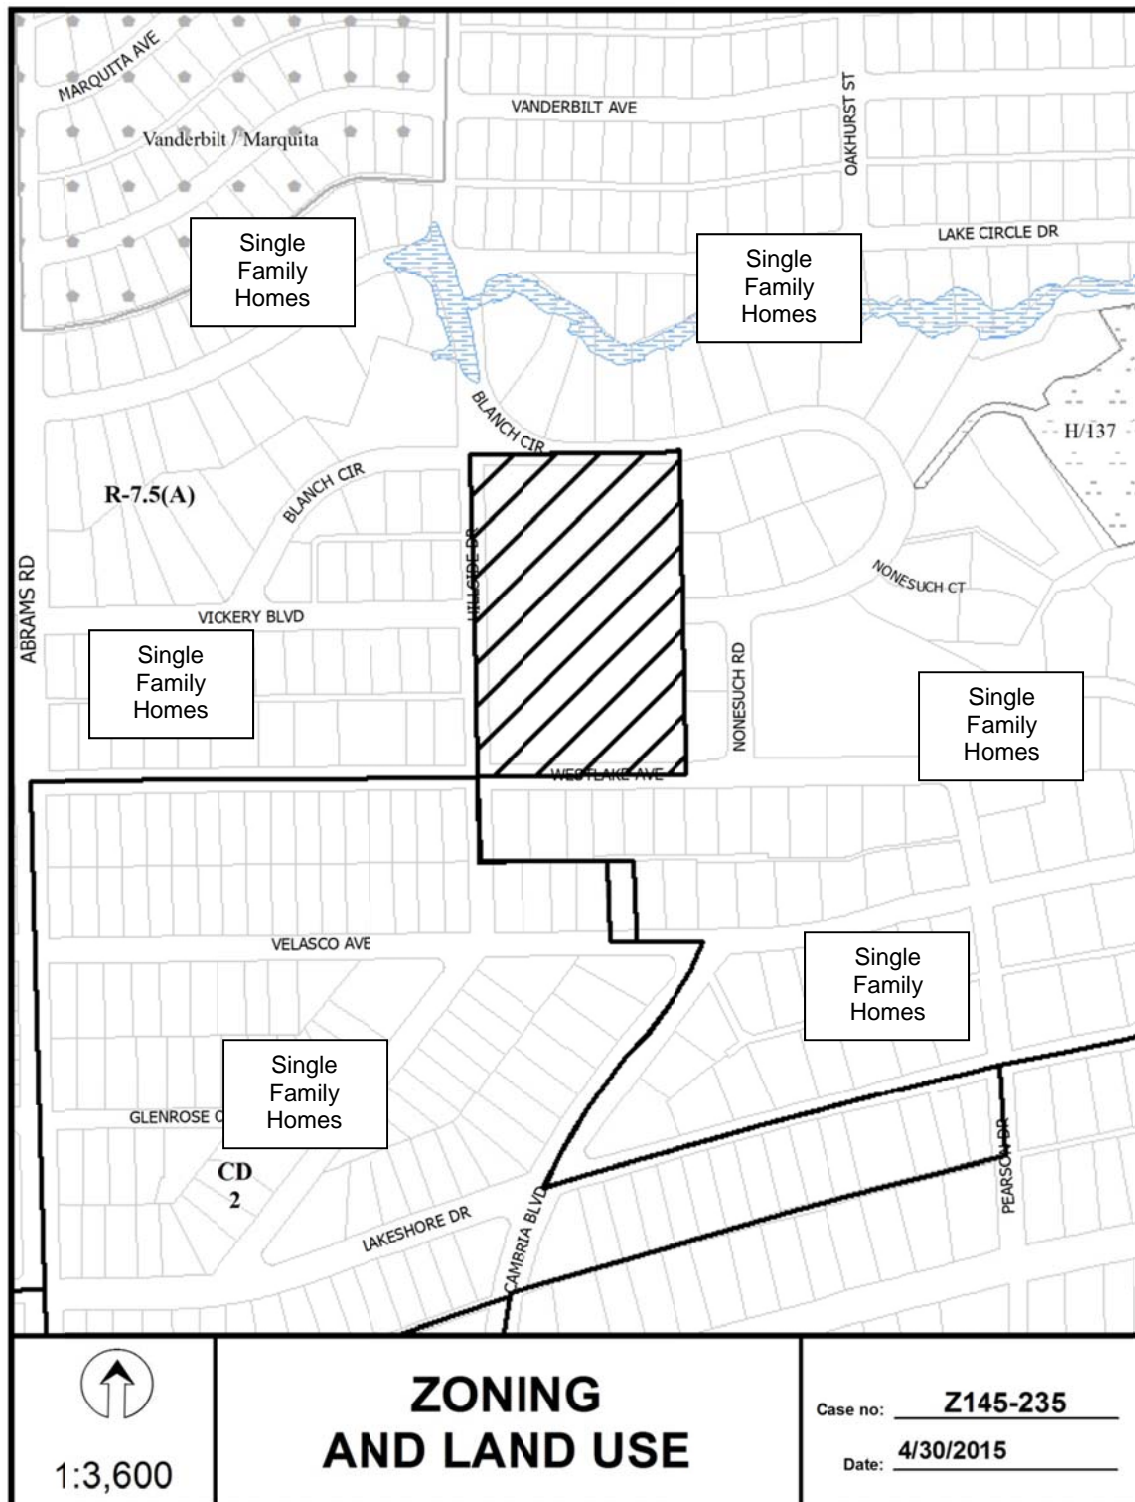 MARQUITA AVE
VANDERBILT AVE
OAKHURST ST
Vanderbilt / Marquita
Single
Family
Homes
LAKE CIRCLE DR
Single
Family
Homes
BLANCH CIR
H/137
BLANCH CIR
R-7.5(A)
HILLSIDE DR
ABRAMS RD
NONESUCH CT
VICKERY BLVD
Single
Family
Homes
NONESUCH RD
Single
Family
Homes
WESTLAKE AVE
VELASCO AVE
Single
Family
Homes
Single
Family
Homes
GLENROSE
CD
2
PEARSON DR
LAKESHORE DR
CAMBRIA BLVD
1:3,600
ZONING
AND LAND USE
Case no: Z145-235
Date: 4/30/2015